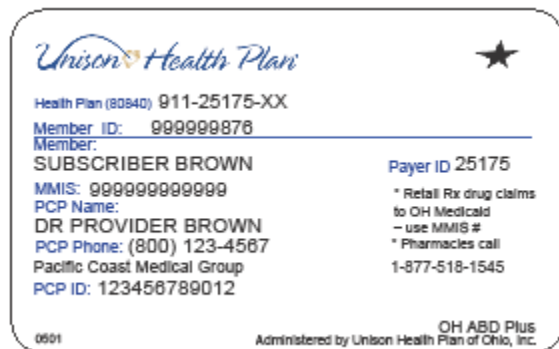 Unison Health Plan
Health Plan (80840) 911-25175-XX
Member ID: 999999876
Member:
SUBSCRIBER BROWN
MMIS: 999999999999
PCP Name:
DR PROVIDER BROWN
PCP Phone: (800) 123-4567
Pacific Coast Medical Group
PCP ID: 123456789012
Payer ID 25175
* Retail Rx drug claims
to OH Medicaid
– use MMIS #
* Pharmacies call
1-877-518-1545
0501
OH ABD Plus
Administered by Unison Health Plan of Ohio, Inc.